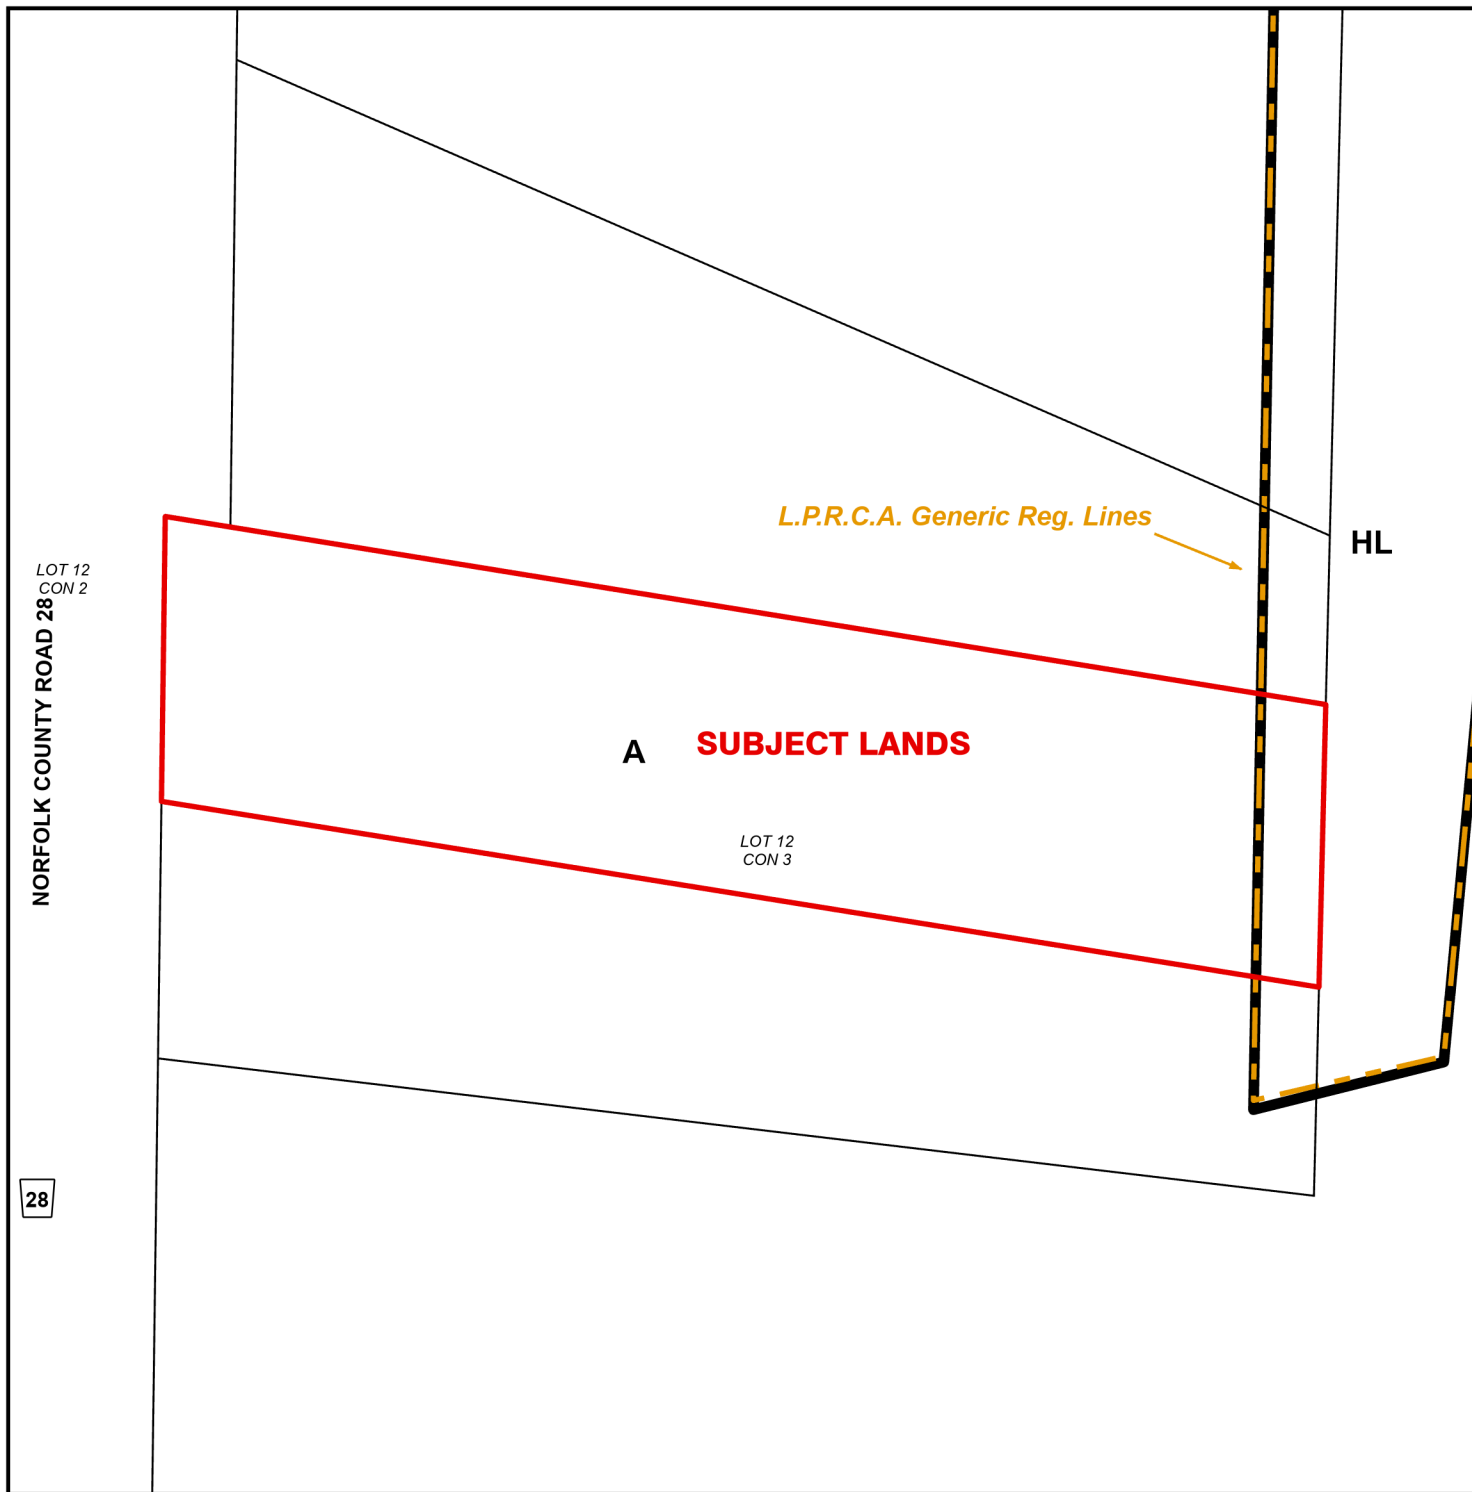 L.P.R.C.A. Generic Reg. Lines
HL
LOT 12
CON 2
NORFOLK COUNTY ROAD 28
A
SUBJECT LANDS
LOT 12
CON 3
28